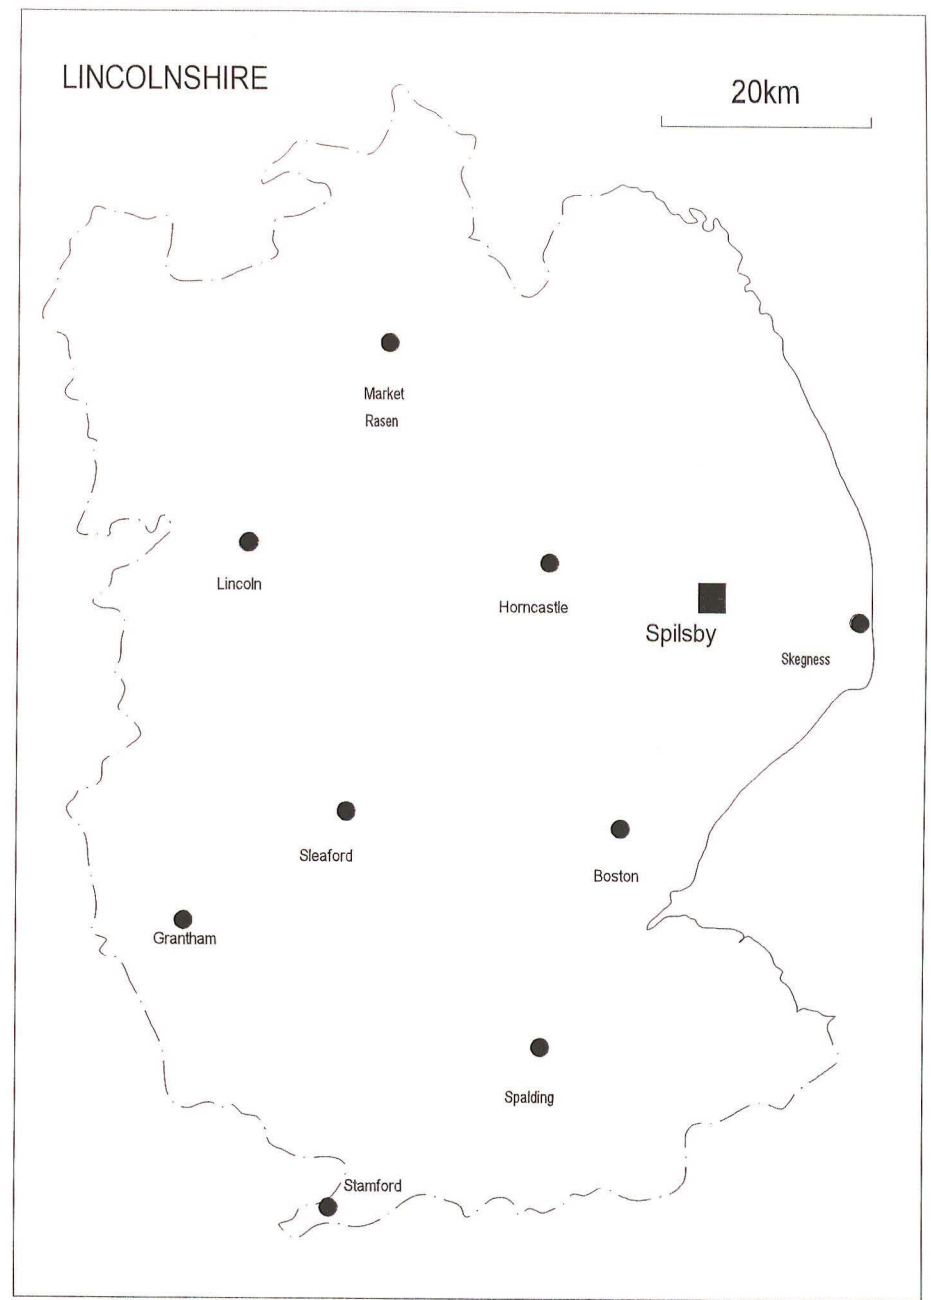 LINCOLNSHIRE
20km
Market
Rasen
Lincoln
Horncastle
Spilsby
Skegness
Sleaford
Boston
Grantham
Spalding
Stamford